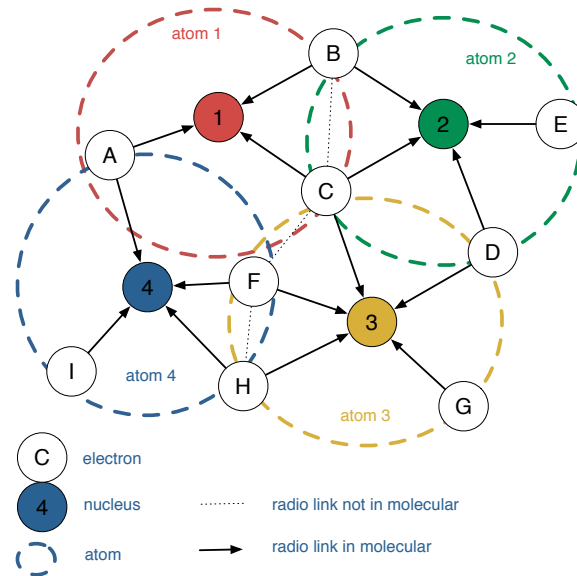 atom 1
B
atom 2
1
2
E
A
C
D
4
F
3
I
atom 4
H
atom 3
G
C
electron
4
nucleus
radio link not in molecular
atom
radio link in molecular